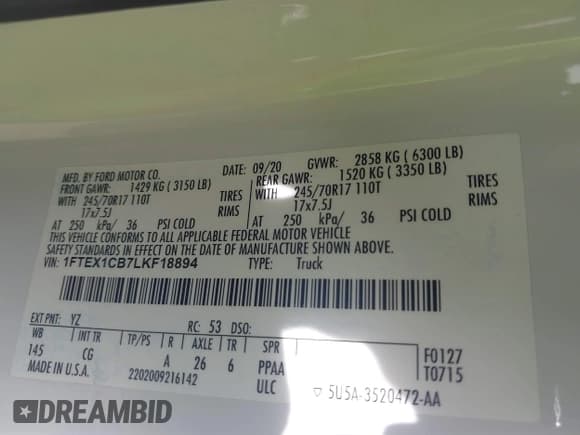 MFD. BY FORD MOTOR CO.
DATE: 09/20 GVWR: 2858 KG ( 6300 LB)
FRONT GAWR: 1429 KG ( 3150 LB)
REAR GAWR: 1520 KG ( 3350 LB)
WITH 245/70R17 110T TIRES
WITH 245/70R17 110T TIRES
17x7.5J RIMS
17x7.5J RIMS
AT 250 kPa/ 36 PSI COLD
AT 250 kPa/ 36 PSI COLD
THIS VEHICLE CONFORMS TO ALL APPLICABLE FEDERAL MOTOR VEHICLE
SAFETY STANDARDS IN EFFECT ON THE DATE OF MANUFACTURE SHOWN ABOVE.
VIN: 1FTEX1CB7LKF18894 TYPE: Truck
EXT PNT: YZ RC: 53 DSO:
WB INT TR TP/PS R AXLE TR SPR
145 CG A 26 6 PPAA
F0127
T0715
MADE IN U.S.A. 2202009216142 ULC
▽ 5U5A-3520472-AA
DREAMBID